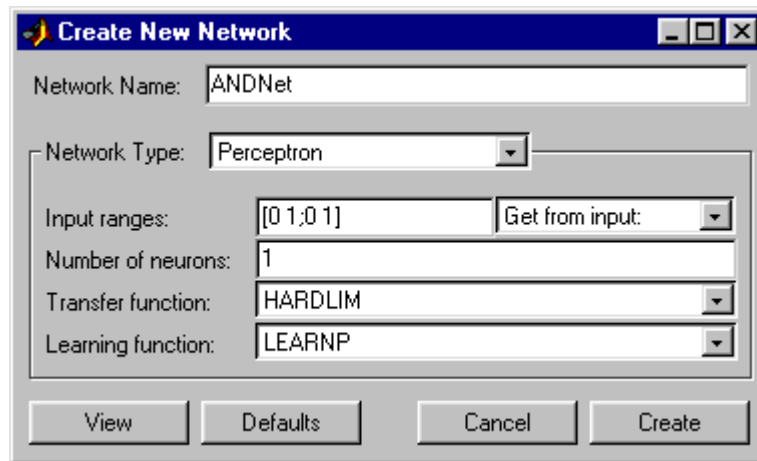 Create New Network
Network Name: ANDNet
Network Type: Perceptron
Input ranges: [0 1;0 1] Get from input:
Number of neurons: 1
Transfer function: HARDLIM
Learning function: LEARNP
View Defaults Cancel Create